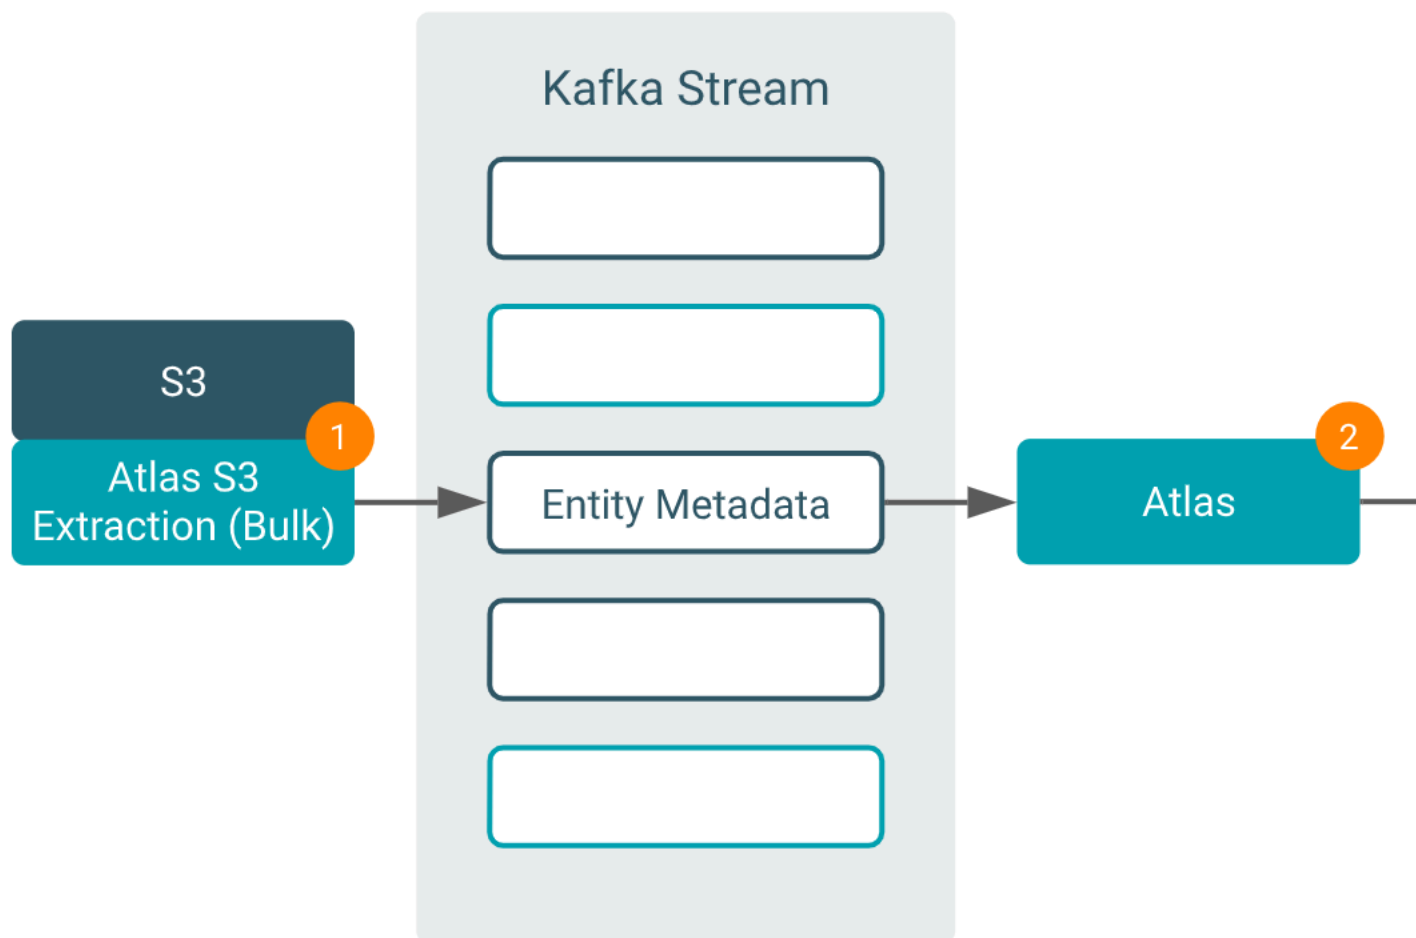 Kafka Stream
S3
1
Atlas S3
Extraction (Bulk)
Entity Metadata
2
Atlas